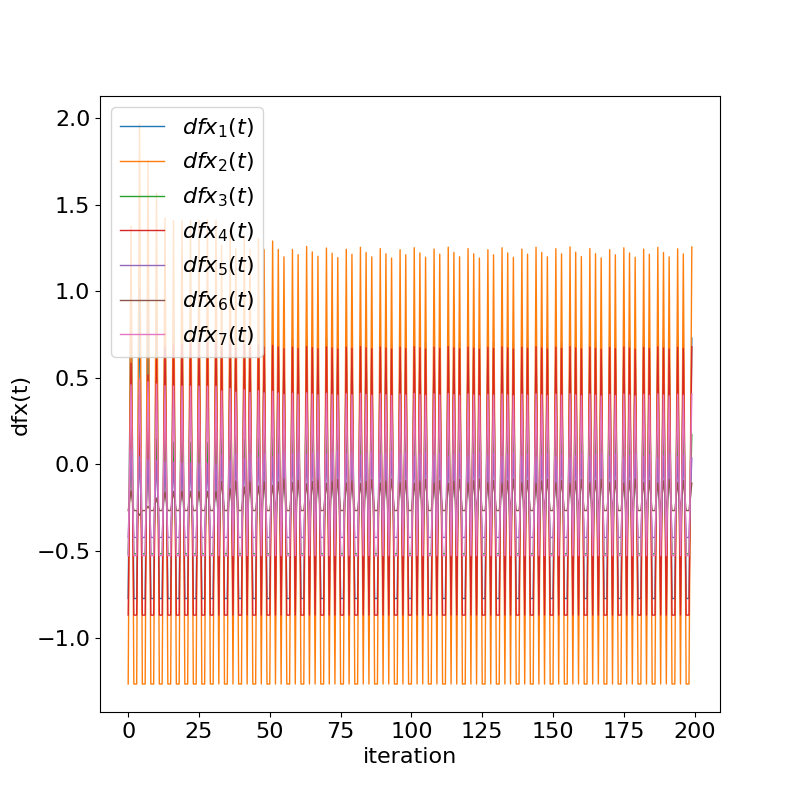 2.0
1.5
1.0
0.5
0.0
−0.5
−1.0
dfx(t)
dfx₁(t)
dfx₂(t)
dfx₃(t)
dfx₄(t)
dfx₅(t)
dfx₆(t)
dfx₇(t)
0 25 50 75 100 125 150 175 200
iteration